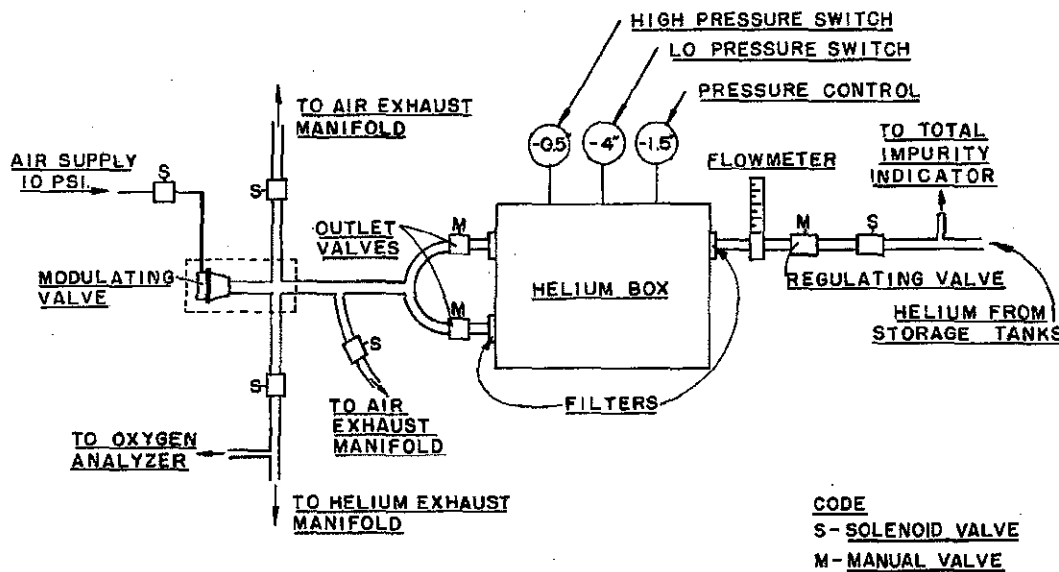 HIGH PRESSURE SWITCH
LO PRESSURE SWITCH
PRESSURE CONTROL
-0.5"
-4"
-1.5"
TO AIR EXHAUST
MANIFOLD
AIR SUPPLY
10 PSI.
S
S
MODULATING
VALVE
OUTLET
VALVES
M
M
S
TO AIR
EXHAUST
MANIFOLD
S
TO OXYGEN
ANALYZER
TO HELIUM EXHAUST
MANIFOLD
HELIUM BOX
FILTERS
FLOWMETER
M
S
REGULATING VALVE
TO TOTAL
IMPURITY
INDICATOR
HELIUM FROM
STORAGE TANKS
CODE
S-SOLENOID VALVE
M-MANUAL VALVE